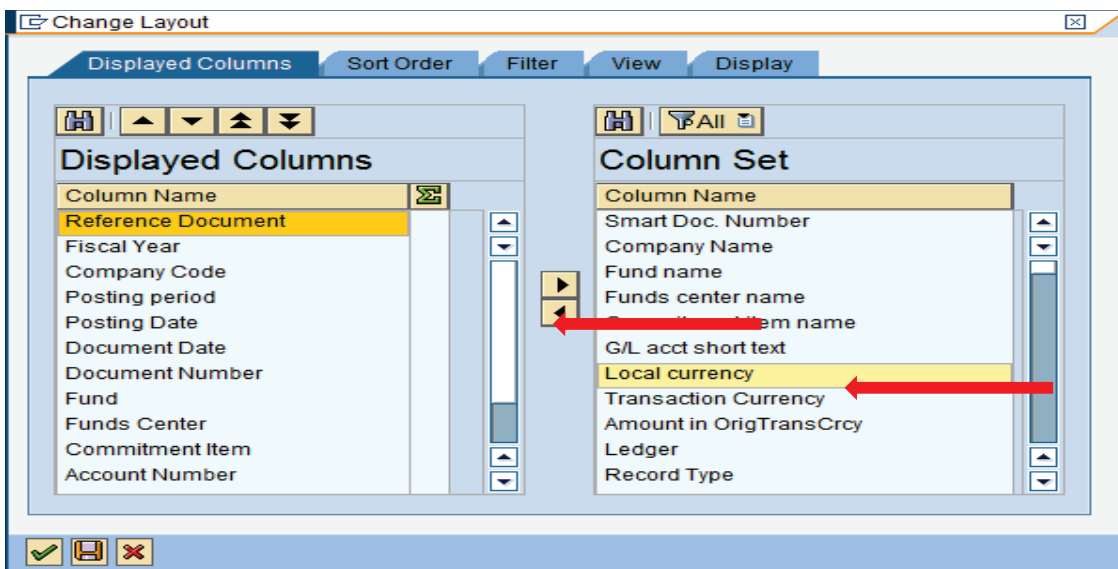 Change Layout
Displayed Columns Sort Order Filter View Display
All
Displayed Columns
Column Name
Reference Document
Fiscal Year
Company Code
Posting period
Posting Date
Document Date
Document Number
Fund
Funds Center
Commitment Item
Account Number
Column Set
Column Name
Smart Doc. Number
Company Name
Fund name
Funds center name
name
G/L acct short text
Local currency
Transaction Currency
Amount in OrigTransCrcy
Ledger
Record Type